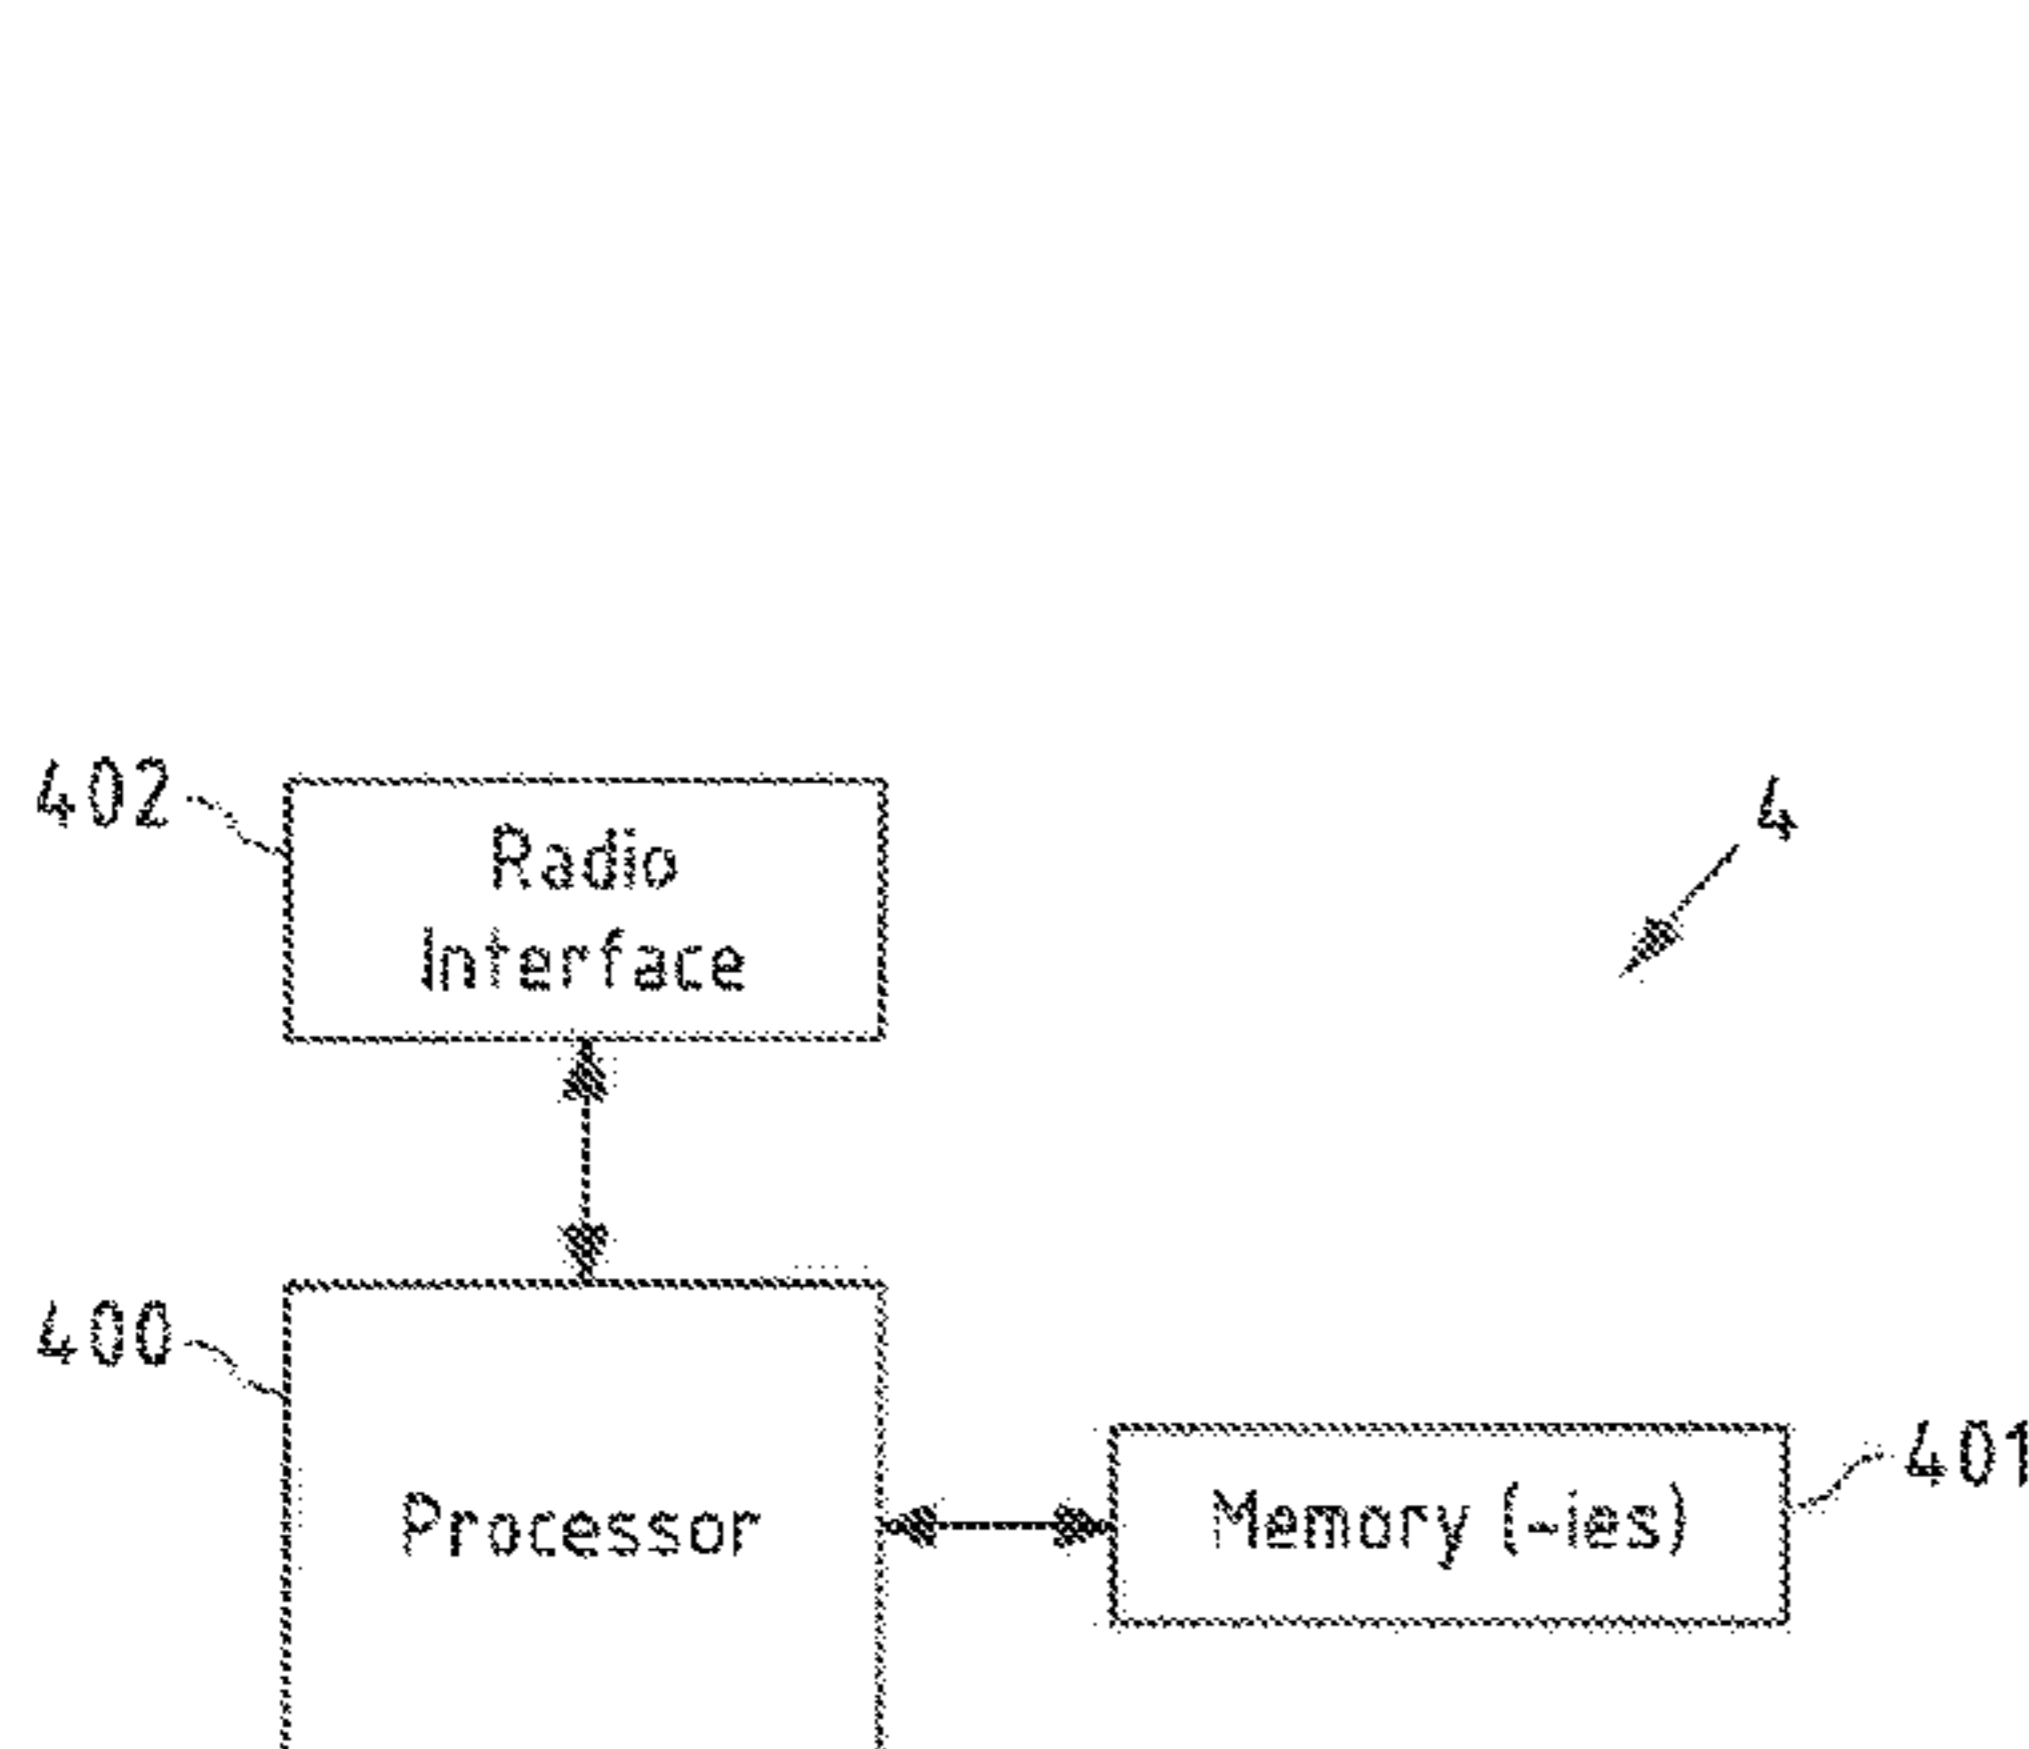 402
Radio
Interface
4
400
Processor
Memory (-ies)
401